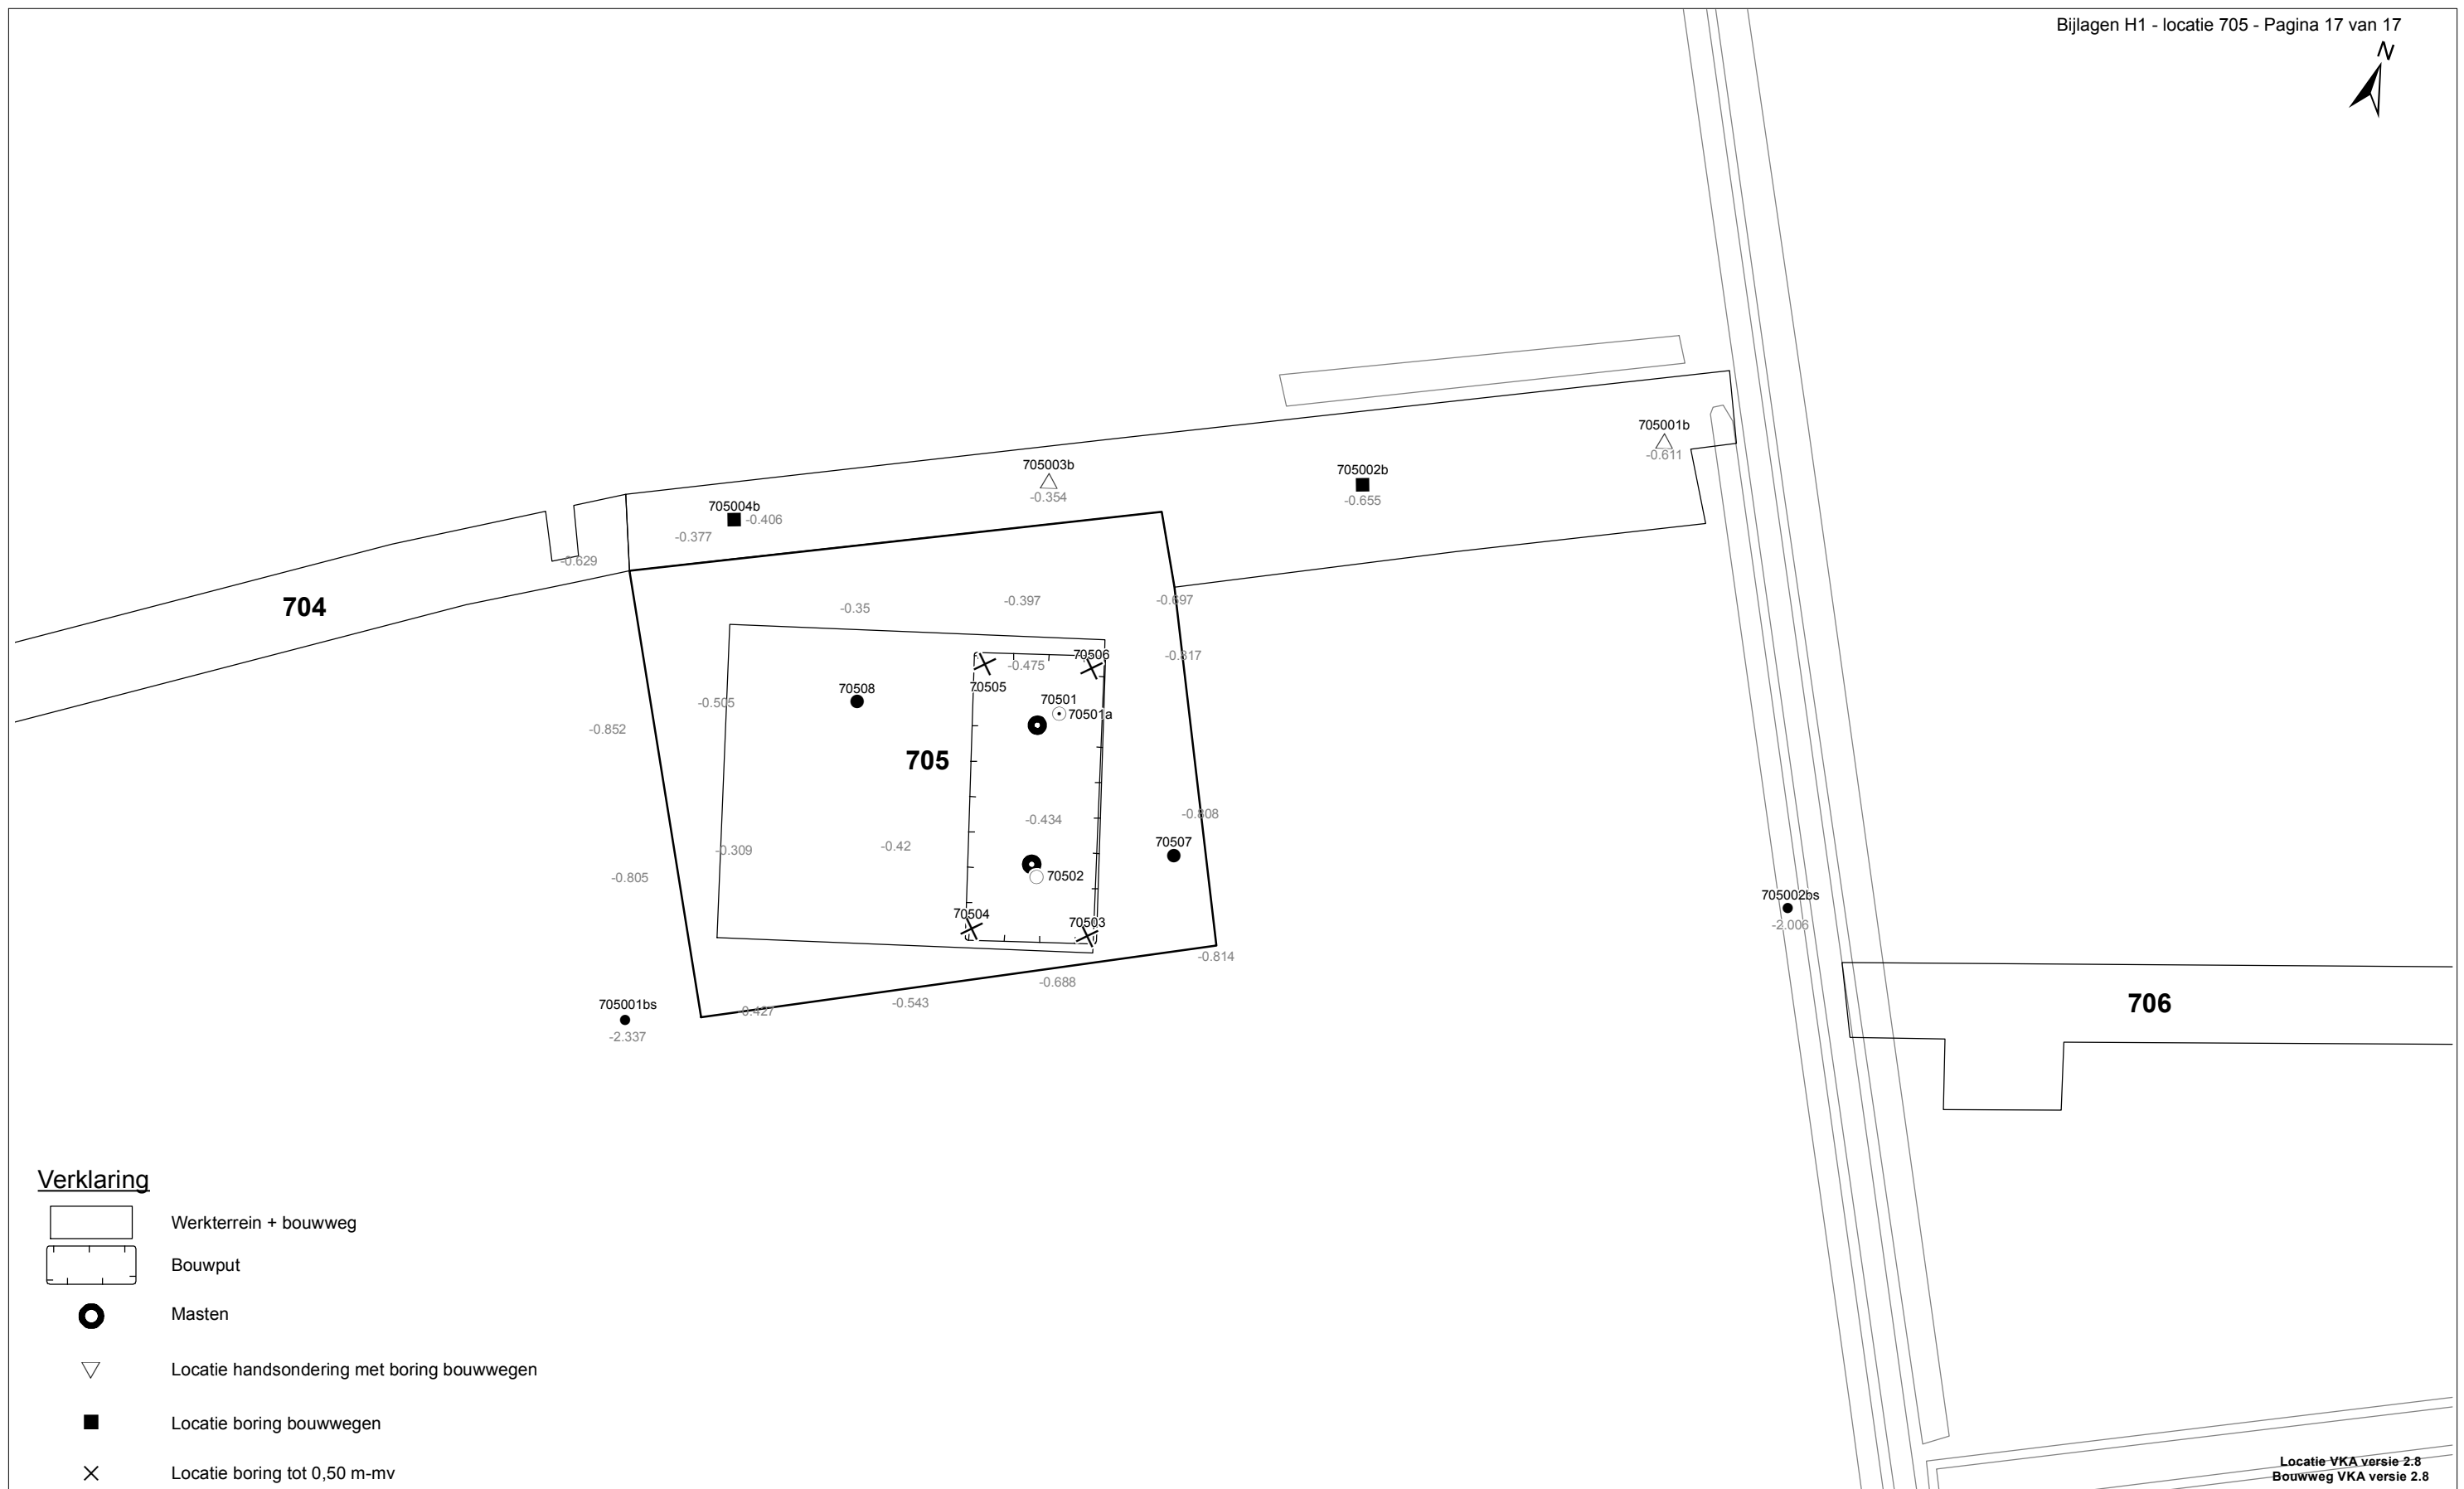 Bijlagen H1 - locatie 705 - Pagina 17 van 17
N
705001b
-0.611
705003b
-0.354
705002b
-0.655
705004b
-0.406
-0.377
-0.629
704
-0.35
-0.397
-0.697
70506
-0.817
-0.475
70505
70508
70501
70501a
-0.505
-0.852
705
-0.434
-0.808
-0.42
-0.309
70507
-0.805
70502
705002bs
-2.006
70504
70503
-0.814
-0.688
-0.543
-0.427
705001bs
-2.337
706
Verklaring
Werkterrein + bouwweg
Bouwput
Masten
Locatie handsondering met boring bouwwegen
Locatie boring bouwwegen
Locatie boring tot 0,50 m-mv
Locatie VKA versie 2.8
Bouwweg VKA versie 2.8